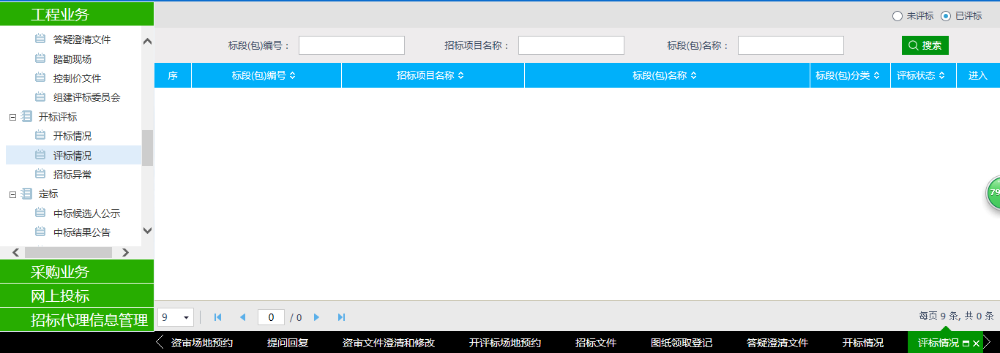 工程业务
答疑澄清文件
踏勘现场
控制价文件
组建评标委员会
开标评标
开标情况
评标情况
招标异常
定标
中标候选人公示
中标结果公告
采购业务
网上投标
招标代理信息管理
未评标 已评标
标段(包)编号： 招标项目名称： 标段(包)名称： 搜索
序 标段(包)编号 招标项目名称 标段(包)名称 标段(包)分类 评标状态 进入
79
9 0 / 0 每页 9 条, 共 0 条
资审场地预约 提问回复 资审文件澄清和修改 开评标场地预约 招标文件 图纸领取登记 答疑澄清文件 开标情况 评标情况